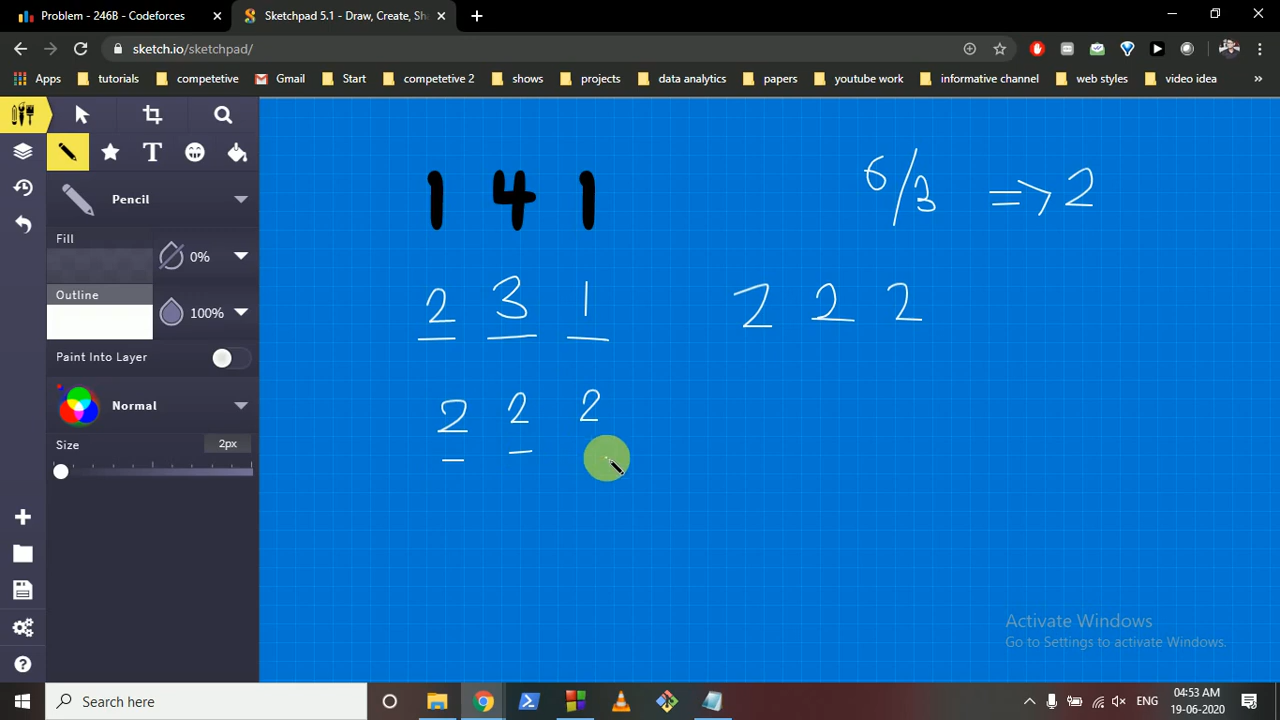 Problem - 246B - Codeforces
Sketchpad 5.1 - Draw, Create, Sha
sketch.io/sketchpad/
Apps tutorials competetive Gmail Start competetive 2 shows projects data analytics papers youtube work informative channel web styles video idea »
Pencil
Fill
0%
Outline
100%
Paint Into Layer
Normal
Size
2px
1 4 1
6/3 => 2
2 3 1
2 2 2
2 2 2
Activate Windows
Go to Settings to activate Windows.
Search here
ENG
04:53 AM
19-06-2020